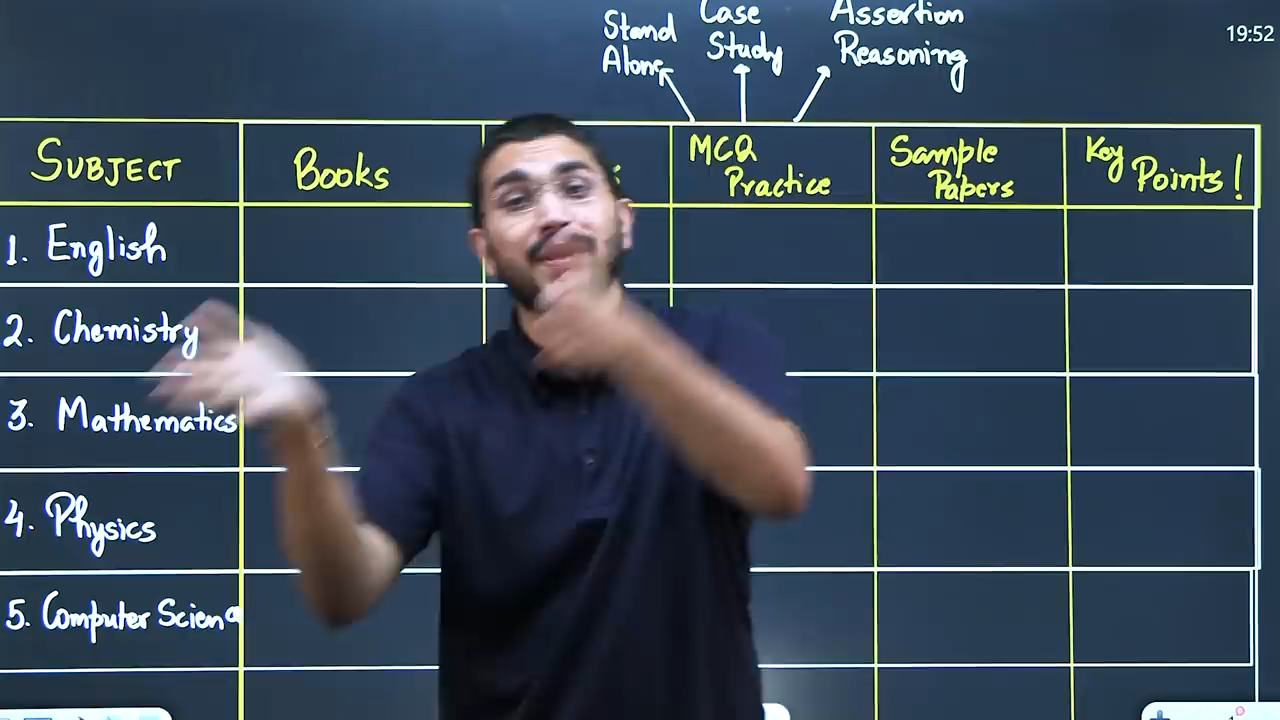 Stand
Alone
Case
Study
Assertion
Reasoning
19:52
SUBJECT
Books
MCQ
Practice
Sample
Papers
Key
Points!
1. English
2. Chemistry
3. Mathematics
4. Physics
5. Computer Scien